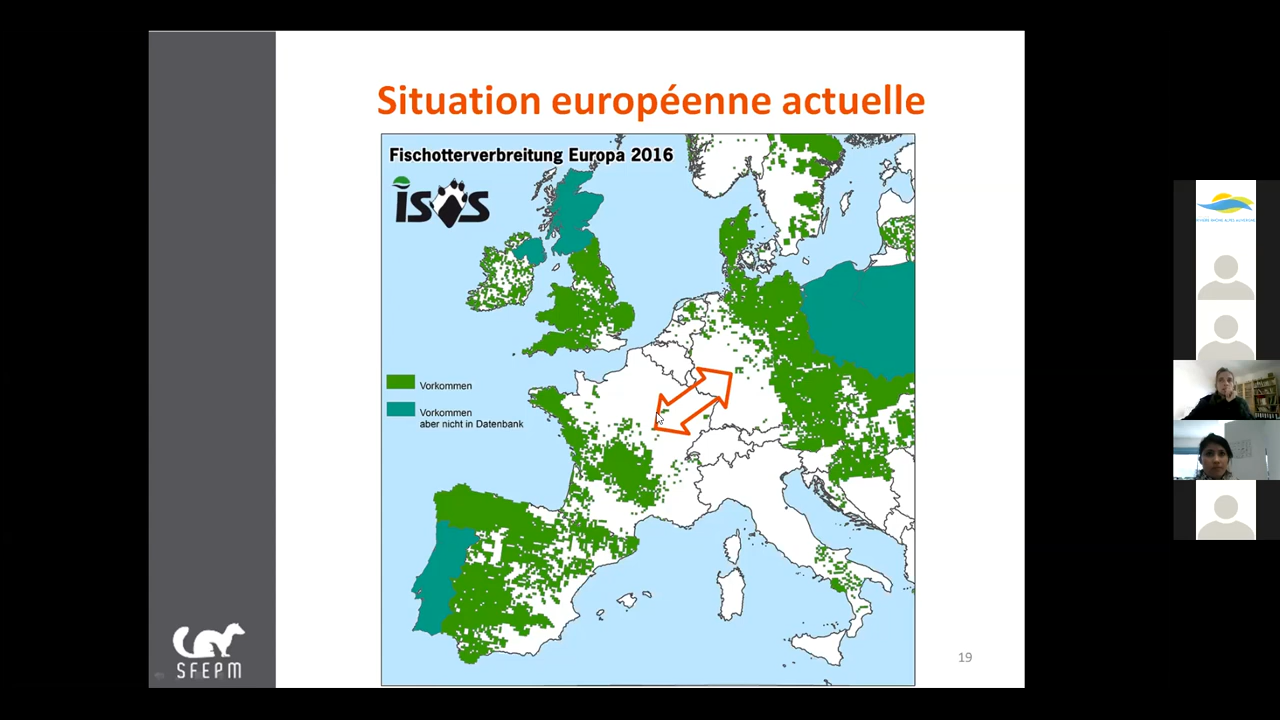 Situation européenne actuelle
Fischotterverbreitung Europa 2016
isos
Vorkommen
Vorkommen
aber nicht in Datenbank
SFEPM
19